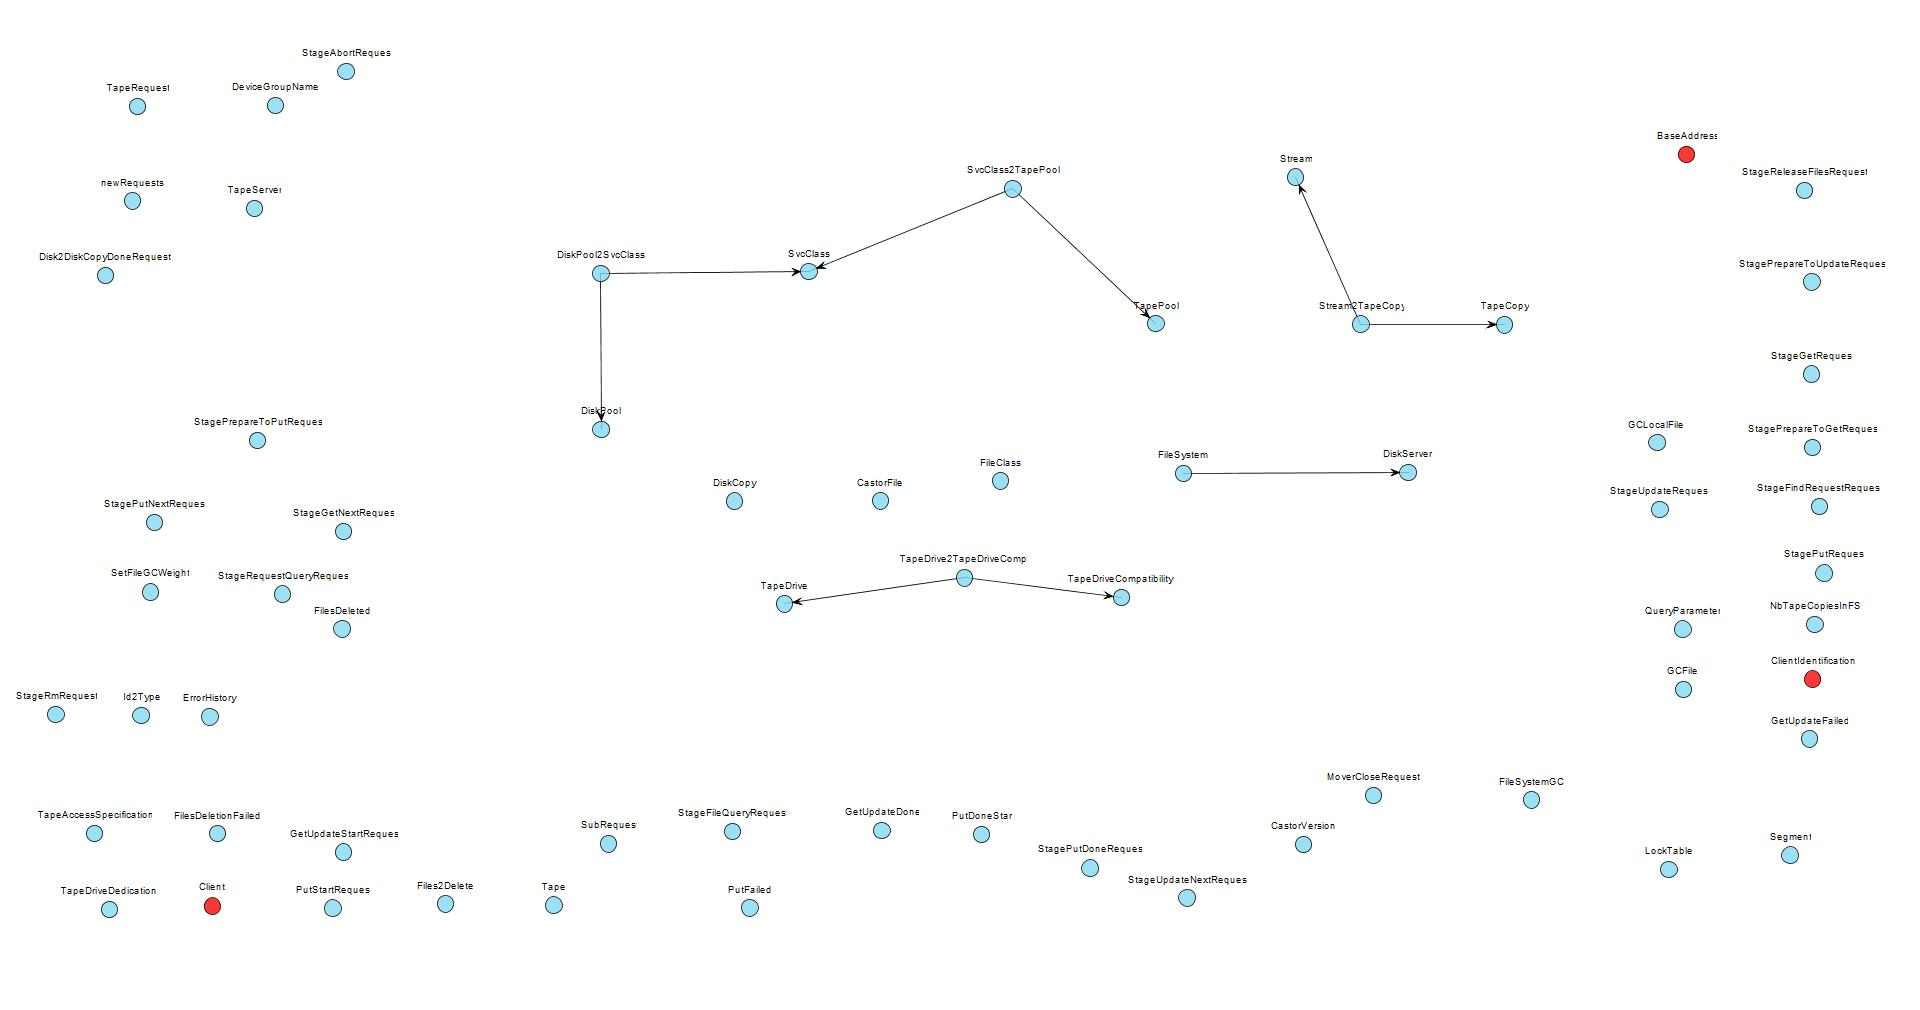 StageAbortReques
TapeRequest
DeviceGroupName
BaseAddress
Stream
SvcClass2TapePool
StageReleaseFilesRequest
newRequests
TapeServer
DiskPool2SvcClass
SvcClass
Disk2DiskCopyDoneRequest
StagePrepareToUpdateReques
TapePool
Stream2TapeCopy
TapeCopy
StageGetReques
DiskPool
StagePrepareToPutReques
GCLocalFile
StagePrepareToGetReques
FileSystem
DiskServer
FileClass
DiskCopy
CastorFile
StageUpdateReques
StageFindRequestReques
StagePutNextReques
StageGetNextReques
StagePutReques
TapeDrive2TapeDriveComp
SetFileGCWeight
StageRequestQueryReques
TapeDrive
TapeDriveCompatibility
FilesDeleted
QueryParameter
NbTapeCopiesInFS
ClientIdentification
GCFile
StageRmRequest
Id2Type
ErrorHistory
GetUpdateFailed
MoverCloseRequest
FileSystemGC
TapeAccessSpecification
FilesDeletionFailed
StageFileQueryReques
GetUpdateDone
PutDoneStar
GetUpdateStartReques
SubReques
CastorVersion
Segment
StagePutDoneReques
LockTable
TapeDriveDedication
Client
PutStartReques
Files2Delete
Tape
PutFailed
StageUpdateNextReques